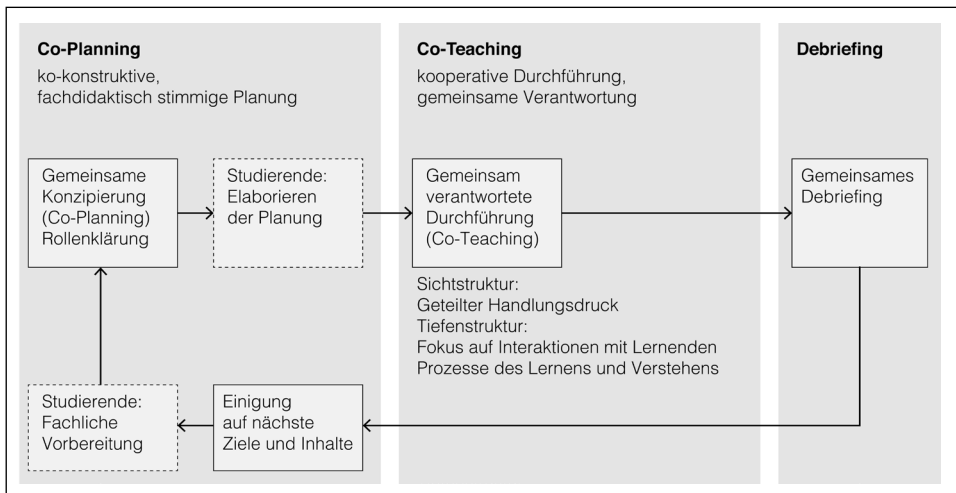 Co-Planning
ko-konstruktive,
fachdidaktisch stimmige Planung
Gemeinsame
Konzipierung
(Co-Planning)
Rollenklärung
Studierende:
Elaborieren
der Planung
Studierende:
Fachliche
Vorbereitung
Einigung
auf nächste
Ziele und Inhalte
Co-Teaching
kooperative Durchführung,
gemeinsame Verantwortung
Gemeinsam
verantwortete
Durchführung
(Co-Teaching)
Sichtstruktur:
Geteilter Handlungsdruck
Tiefenstruktur:
Fokus auf Interaktionen mit Lernenden
Prozesse des Lernens und Verstehens
Debriefing
Gemeinsames
Debriefing